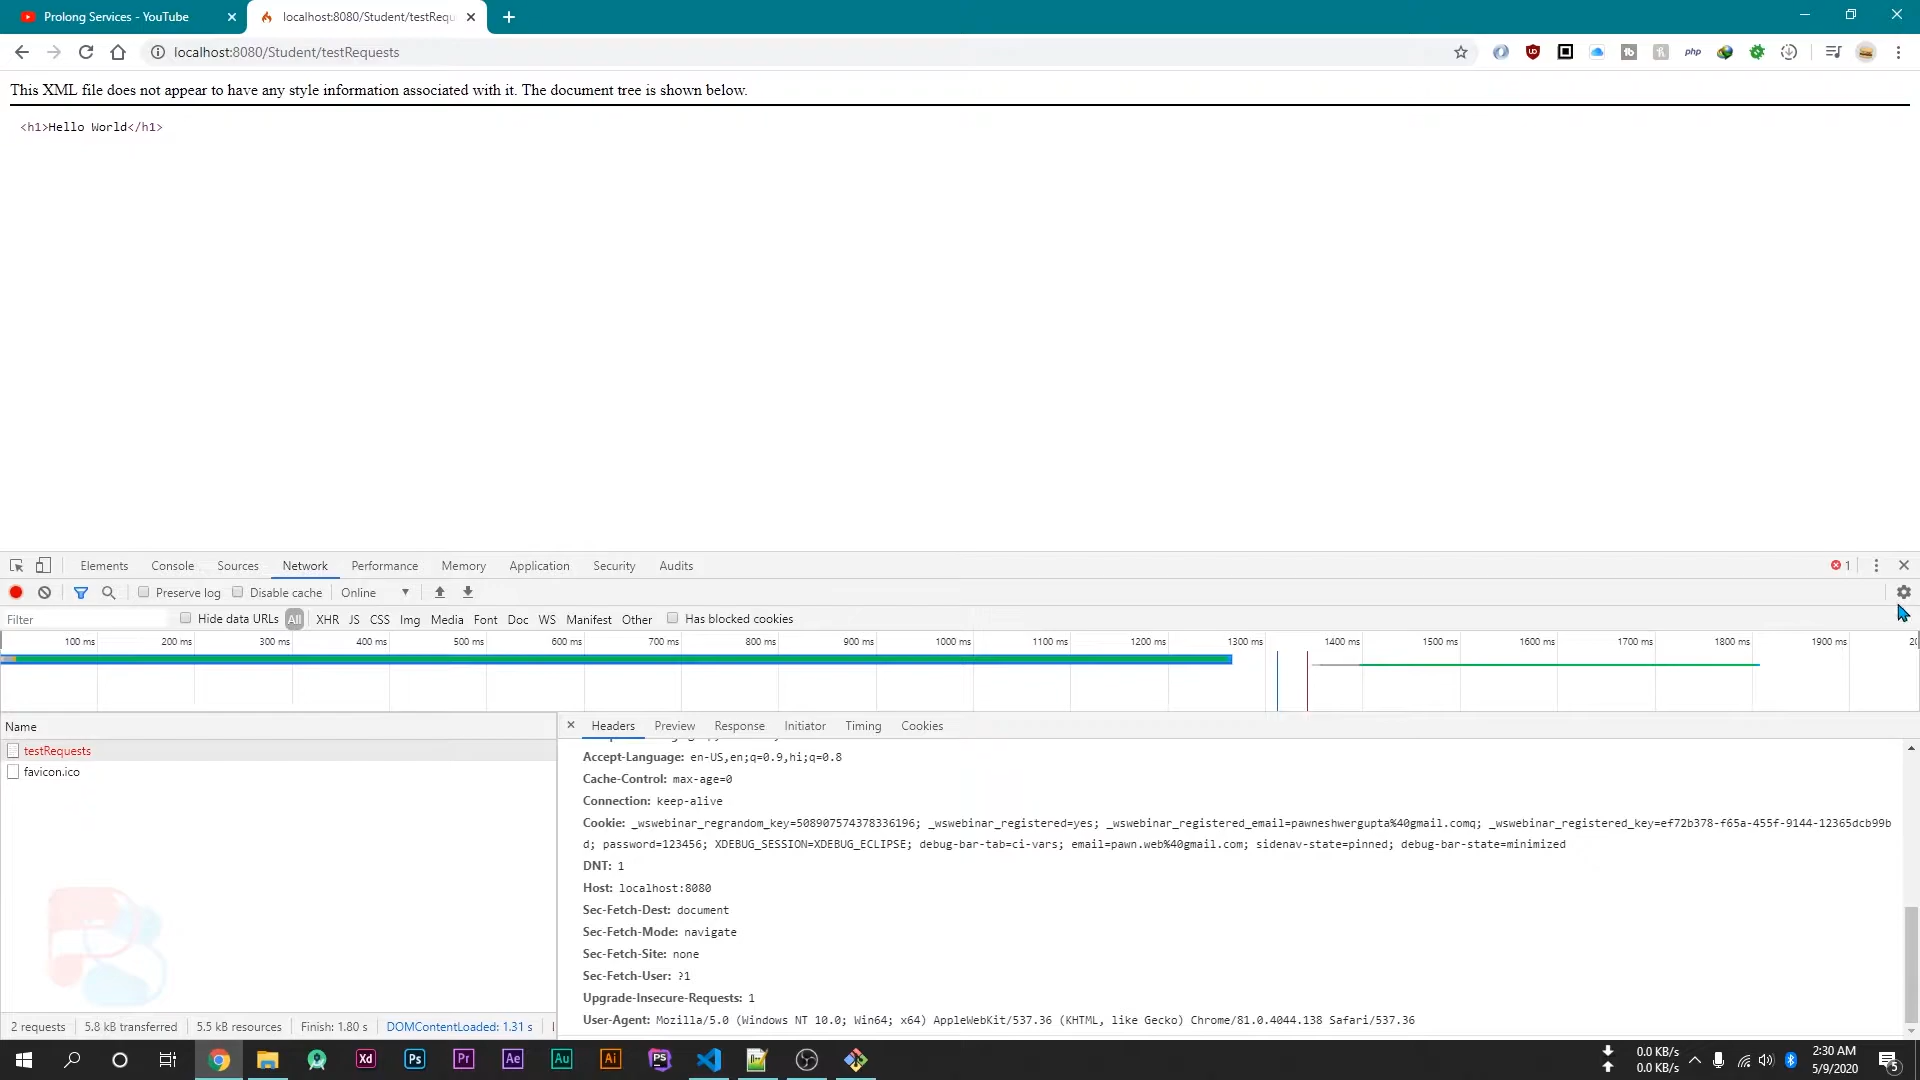 Prolong Services - YouTube
localhost:8080/Student/testRequ
localhost:8080/Student/testRequests
php
This XML file does not appear to have any style information associated with it. The document tree is shown below.
<h1>Hello World</h1>
Elements Console Sources Network Performance Memory Application Security Audits 1
Preserve log Disable cache Online
Filter Hide data URLs All XHR JS CSS Img Media Font Doc WS Manifest Other Has blocked cookies
100 ms 200 ms 300 ms 400 ms 500 ms 600 ms 700 ms 800 ms 900 ms 1000 ms 1100 ms 1200 ms 1300 ms 1400 ms 1500 ms 1600 ms 1700 ms 1800 ms 1900 ms
Name Headers Preview Response Initiator Timing Cookies
testRequests
favicon.ico
Accept-Language: en-US,en;q=0.9,hi;q=0.8
Cache-Control: max-age=0
Connection: keep-alive
Cookie: _wswebinar_regrandom_key=508907574378336196; _wswebinar_registered=yes; _wswebinar_registered_email=pawneshwergupta%40gmail.comq; _wswebinar_registered_key=ef72b378-f65a-455f-9144-12365dcb99b
d; password=123456; XDEBUG_SESSION=XDEBUG_ECLIPSE; debug-bar-tab=ci-vars; email=pawn.web%40gmail.com; sidenav-state=pinned; debug-bar-state=minimized
DNT: 1
Host: localhost:8080
Sec-Fetch-Dest: document
Sec-Fetch-Mode: navigate
Sec-Fetch-Site: none
Sec-Fetch-User: ?1
Upgrade-Insecure-Requests: 1
User-Agent: Mozilla/5.0 (Windows NT 10.0; Win64; x64) AppleWebKit/537.36 (KHTML, like Gecko) Chrome/81.0.4044.138 Safari/537.36
2 requests 5.8 kB transferred 5.5 kB resources Finish: 1.80 s DOMContentLoaded: 1.31 s
Xd Ps Pr Ae Au Ai PS
0.0 KB/s
0.0 KB/s
2:30 AM
5/9/2020
5